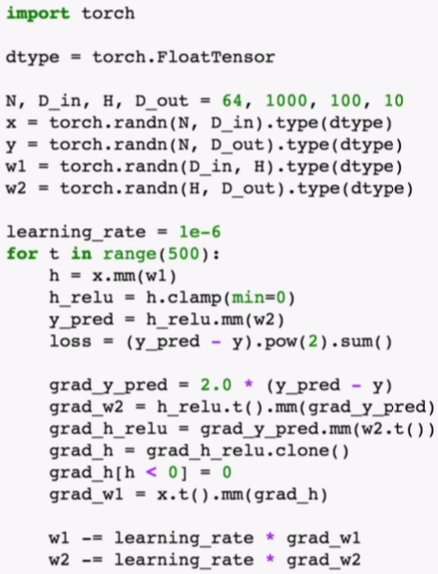 import torch
dtype = torch.FloatTensor
N, D_in, H, D_out = 64, 1000, 100, 10
x = torch.randn(N, D_in).type(dtype)
y = torch.randn(N, D_out).type(dtype)
w1 = torch.randn(D_in, H).type(dtype)
w2 = torch.randn(H, D_out).type(dtype)
learning_rate = 1e-6
for t in range(500):
    h = x.mm(w1)
    h_relu = h.clamp(min=0)
    y_pred = h_relu.mm(w2)
    loss = (y_pred - y).pow(2).sum()
    grad_y_pred = 2.0 * (y_pred - y)
    grad_w2 = h_relu.t().mm(grad_y_pred)
    grad_h_relu = grad_y_pred.mm(w2.t())
    grad_h = grad_h_relu.clone()
    grad_h[h < 0] = 0
    grad_w1 = x.t().mm(grad_h)
    w1 -= learning_rate * grad_w1
    w2 -= learning_rate * grad_w2